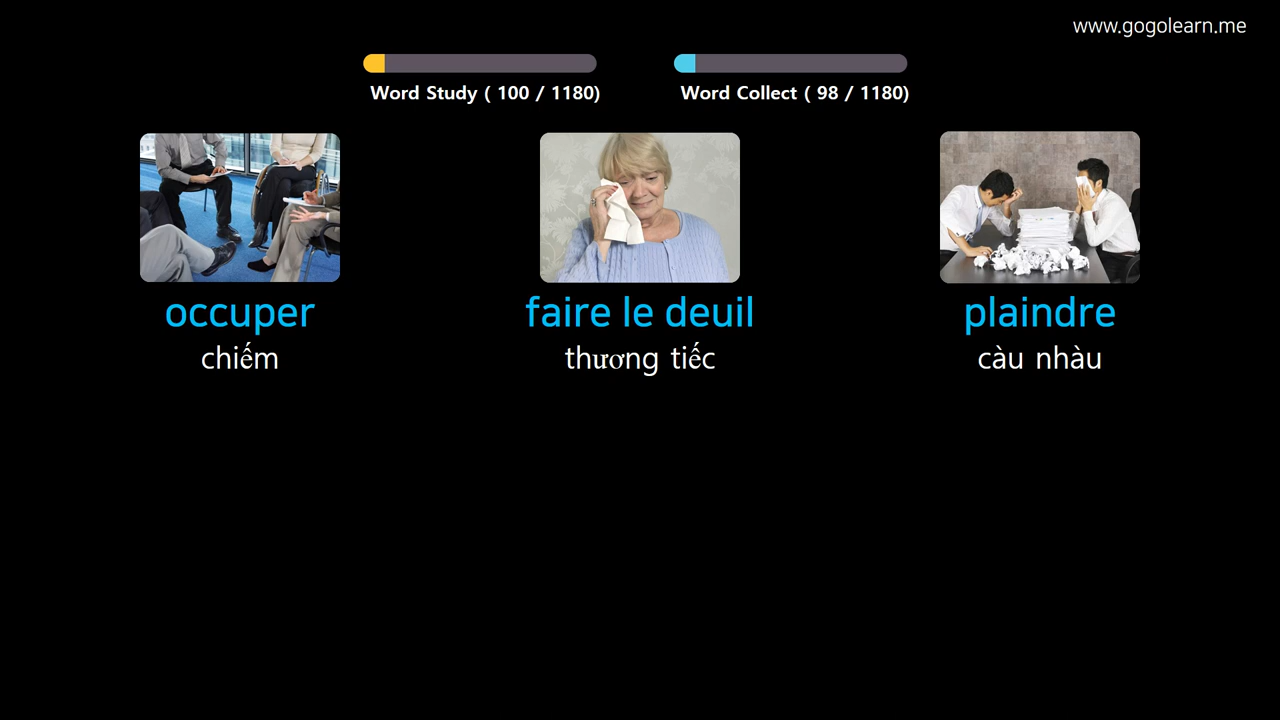 www.gogolearn.me
Word Study ( 100 / 1180)
Word Collect ( 98 / 1180)
occuper
chiếm
faire le deuil
thương tiếc
plaindre
càu nhàu